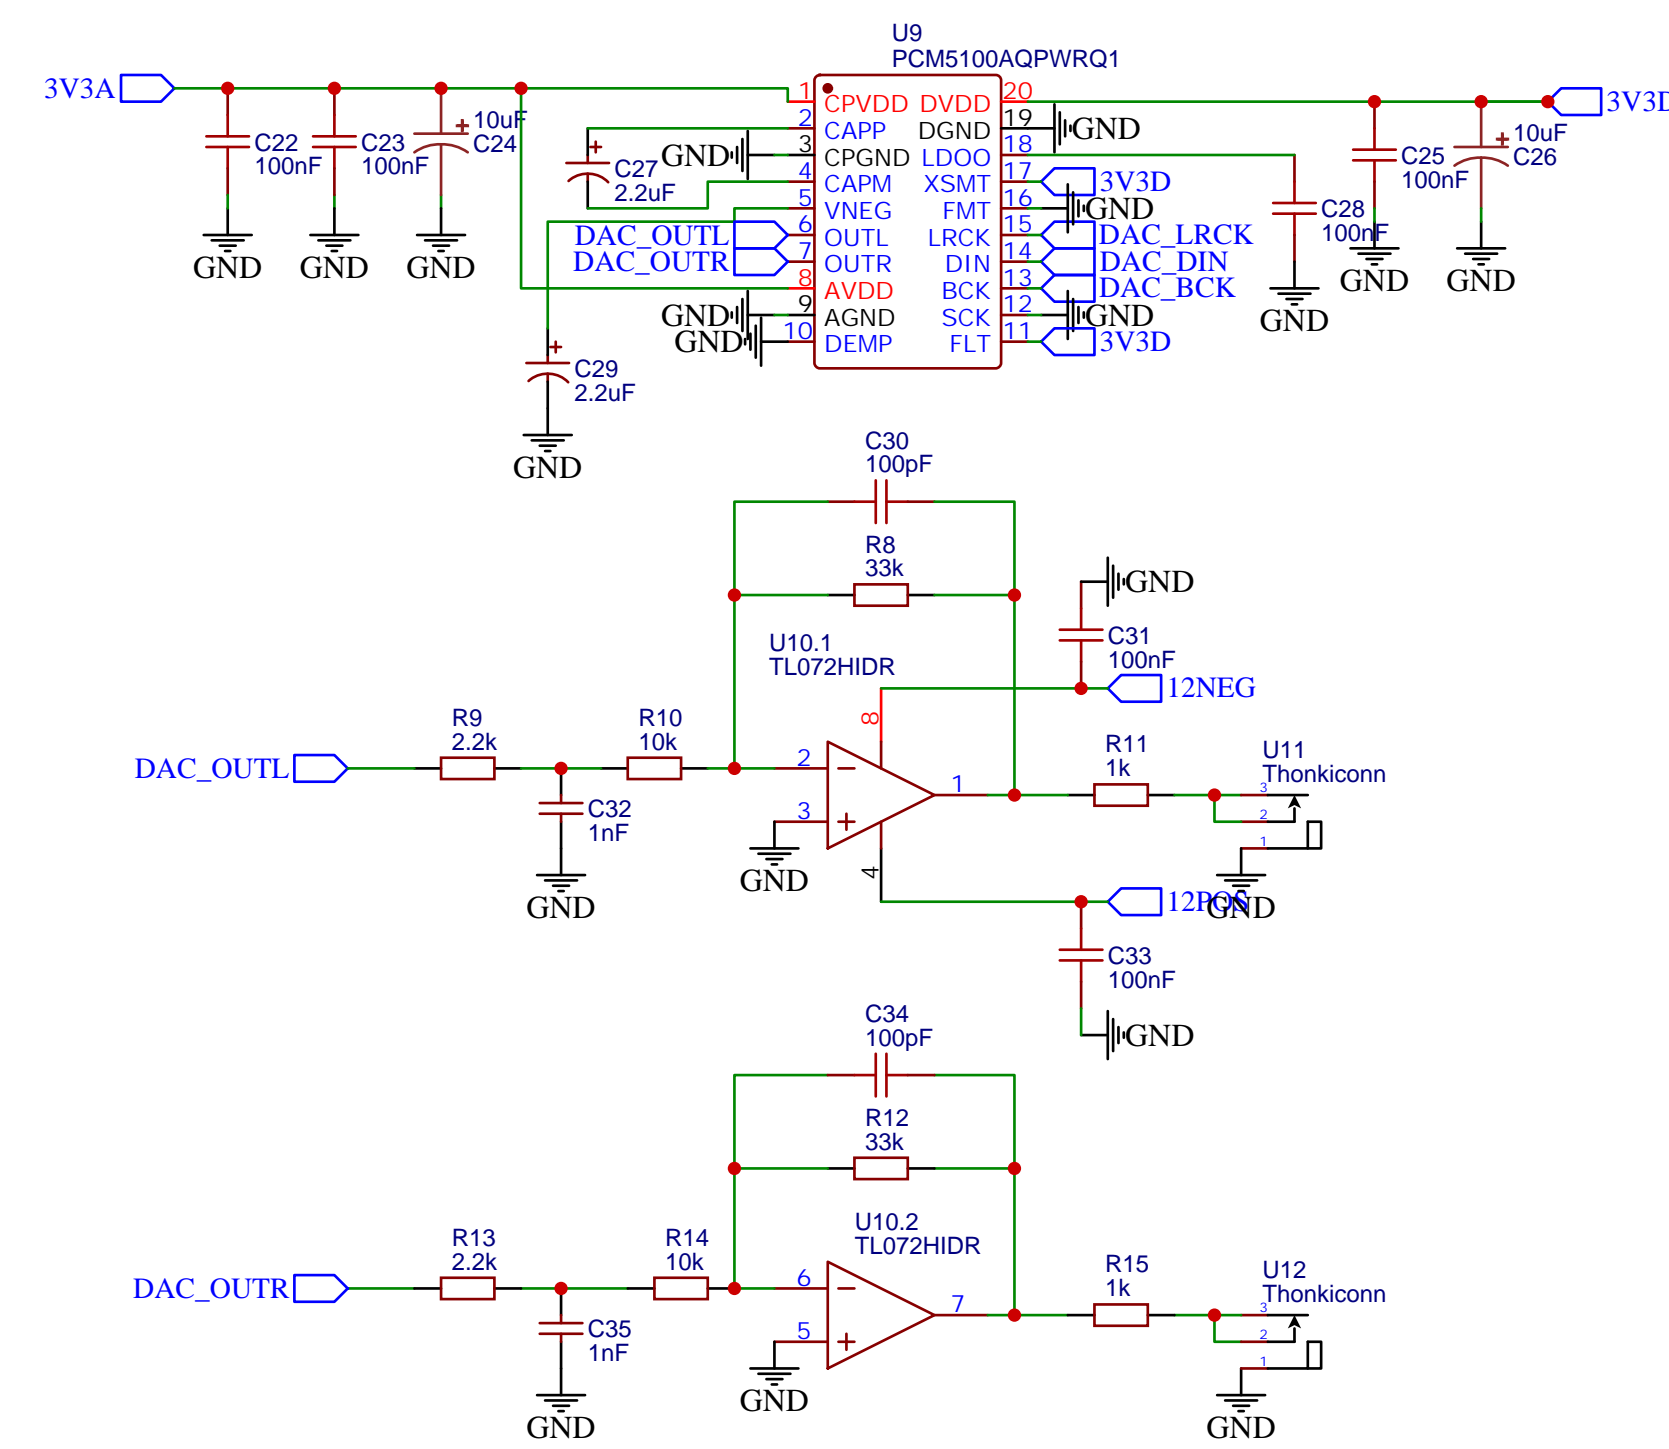 U9
PCM5100AQPWRQ1
3V3A
C22
100nF
GND
C23
100nF
GND
10uF
C24
GND
C27
2.2uF
GND
DAC_OUTL
DAC_OUTR
GND
GND
C29
2.2uF
GND
1 CPVDD DVDD 20
2 CAPP DGND 19
3 CPGND LDOO 18
4 CAPM XSMT 17
5 VNEG FMT 16
6 OUTL LRCK 15
7 OUTR DIN 14
8 AVDD BCK 13
9 AGND SCK 12
10 DEMP FLT 11
GND
3V3D
GND
DAC_LRCK
DAC_DIN
DAC_BCK
GND
3V3D
C28
100nF
GND
C25
100nF
GND
10uF
C26
GND
3V3D
C30
100pF
R8
33k
U10.1
TL072HIDR
GND
C31
100nF
12NEG
8
DAC_OUTL
R9
2.2k
R10
10k
C32
1nF
GND
2
3
1
4
GND
R11
1k
U11
Thonkiconn
3
2
1
GND
12POS
C33
100nF
GND
C34
100pF
R12
33k
U10.2
TL072HIDR
DAC_OUTR
R13
2.2k
R14
10k
C35
1nF
GND
6
5
7
GND
R15
1k
U12
Thonkiconn
3
2
1
GND